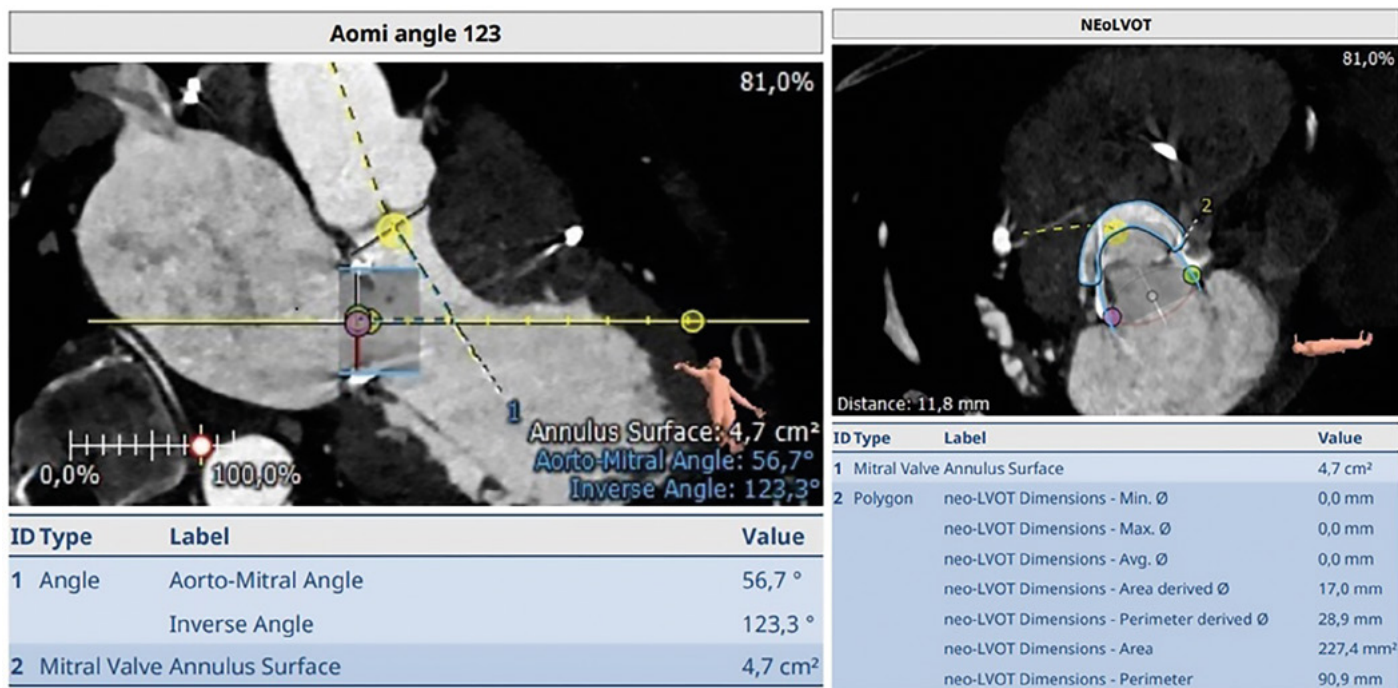 Aomi angle 123
81,0%
1
Annulus Surface: 4,7 cm²
Aorto-Mitral Angle: 56,7°
Inverse Angle: 123,3°
0,0%
100,0%
ID Type Label Value
1 Angle Aorto-Mitral Angle 56,7 °
Inverse Angle 123,3 °
2 Mitral Valve Annulus Surface 4,7 cm²
NEoLVOT
81,0%
2
Distance: 11,8 mm
ID Type Label Value
1 Mitral Valve Annulus Surface 4,7 cm²
2 Polygon neo-LVOT Dimensions - Min. Ø 0,0 mm
neo-LVOT Dimensions - Max. Ø 0,0 mm
neo-LVOT Dimensions - Avg. Ø 0,0 mm
neo-LVOT Dimensions - Area derived Ø 17,0 mm
neo-LVOT Dimensions - Perimeter derived Ø 28,9 mm
neo-LVOT Dimensions - Area 227,4 mm²
neo-LVOT Dimensions - Perimeter 90,9 mm